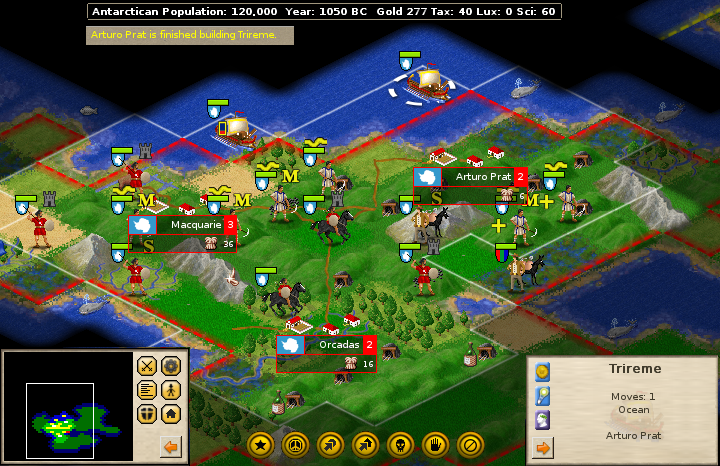 Antarctican Population: 120,000 Year: 1050 BC Gold 277 Tax: 40 Lux: 0 Sci: 60
Arturo Prat is finished building Trireme.
Arturo Prat 2
S
6
M
M
M
M
Macquarie 3
S
36
Orcadas 2
16
Trireme
Moves: 1
Ocean
Arturo Prat